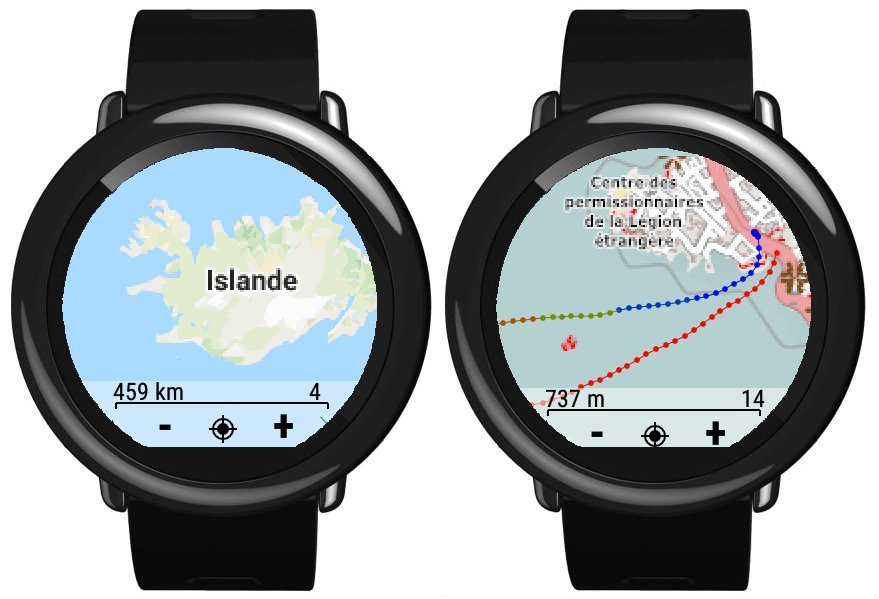 Islande
459 km 4
- +
Centre des
permissionnaires
de la Légion
étrangère
737 m 14
- +